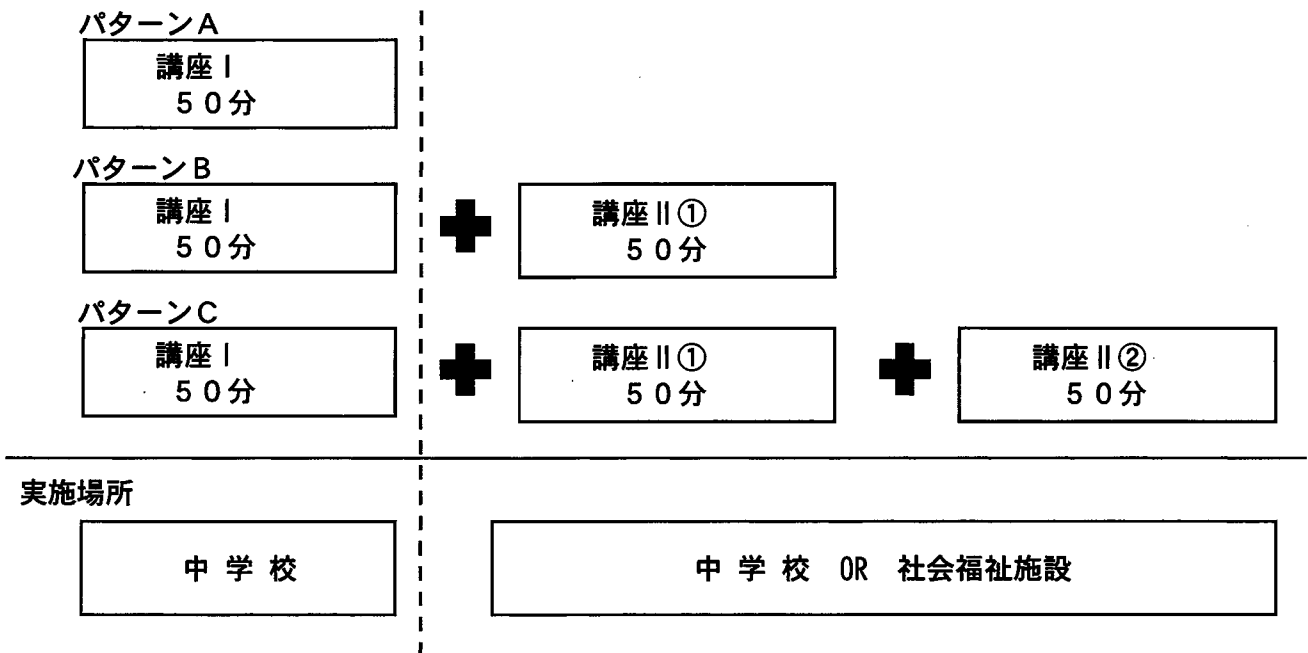 パターンA
講座Ⅰ
50分
パターンB
講座Ⅰ
50分
講座Ⅱ①
50分
パターンC
講座Ⅰ
50分
講座Ⅱ①
50分
講座Ⅱ②
50分
実施場所
中学校
中学校 OR 社会福祉施設